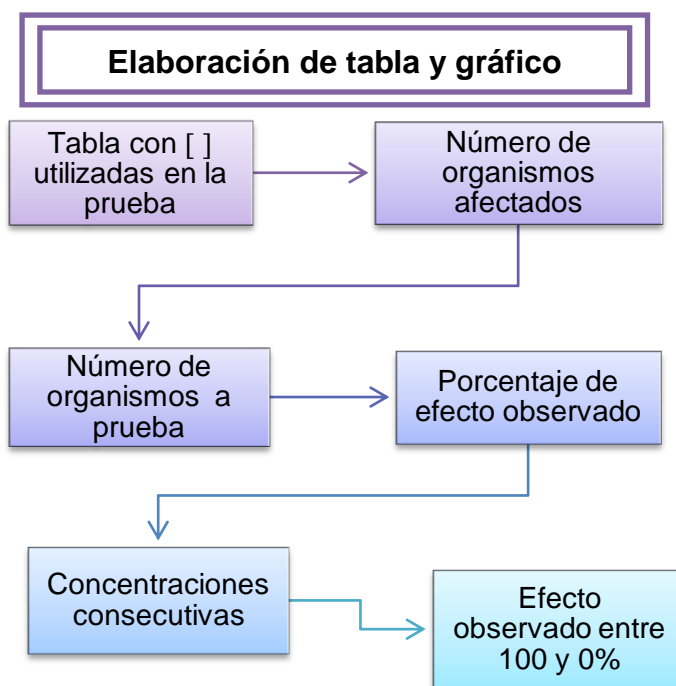 Elaboración de tabla y gráfico
Tabla con [ ]
utilizadas en la
prueba
Número de
organismos
afectados
Número de
organismos a
prueba
Porcentaje de
efecto observado
Concentraciones
consecutivas
Efecto
observado entre
100 y 0%